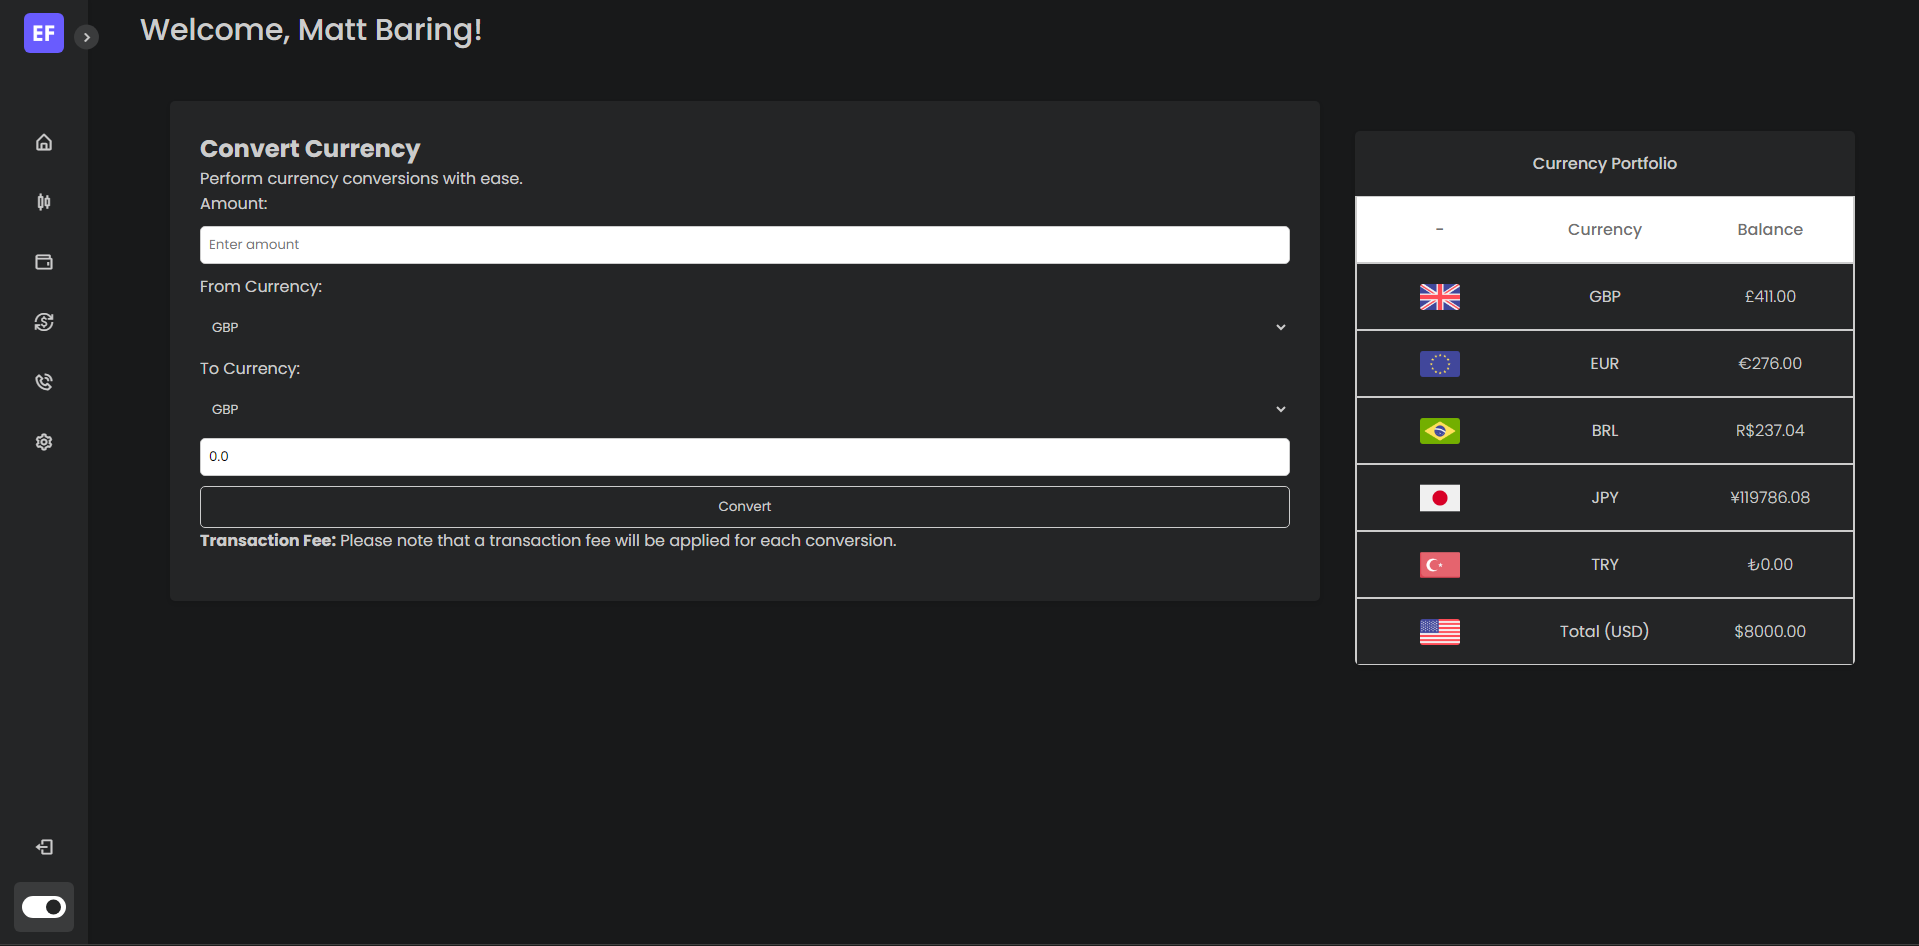 EF
Welcome, Matt Baring!
Convert Currency
Perform currency conversions with ease.
Amount:
Enter amount
From Currency:
GBP
To Currency:
GBP
0.0
Convert
Transaction Fee: Please note that a transaction fee will be applied for each conversion.
Currency Portfolio
- Currency Balance
GBP £411.00
EUR €276.00
BRL R$237.04
JPY ¥119786.08
TRY ₺0.00
Total (USD) $8000.00